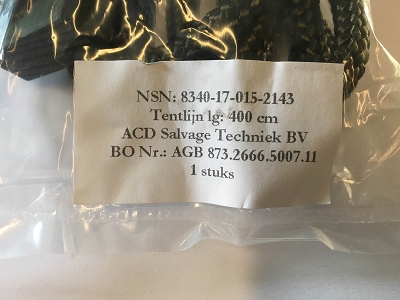 NSN: 8340-17-015-2143
Tentlijn lg: 400 cm
ACD Salvage Techniek BV
BO Nr.: AGB 873.2666.5007.11
1 stuks